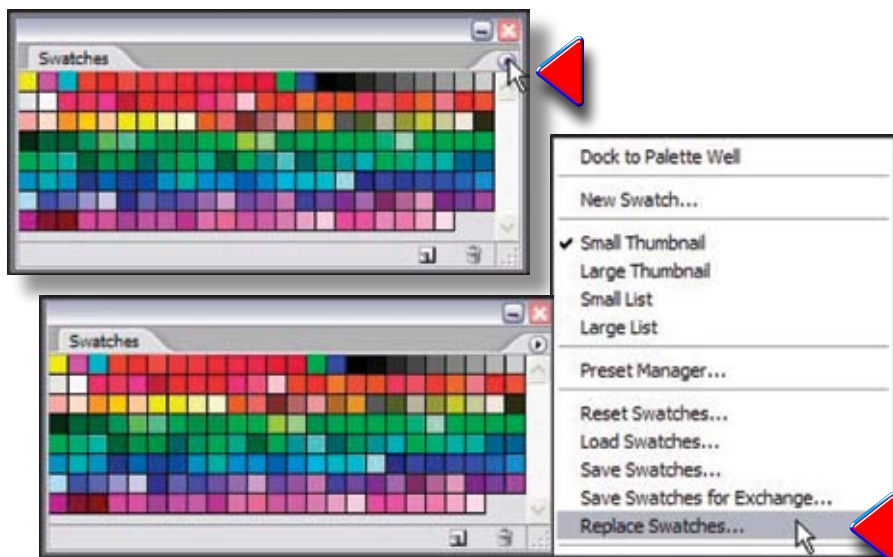 Swatches
Dock to Palette Well
New Swatch...
Small Thumbnail
Large Thumbnail
Small List
Large List
Preset Manager...
Reset Swatches...
Load Swatches...
Save Swatches...
Save Swatches for Exchange...
Replace Swatches...
Swatches